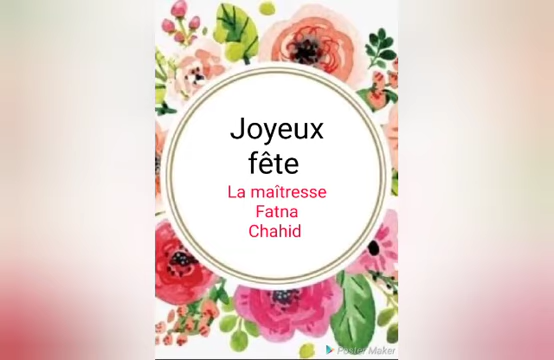 Joyeux
fête
La maîtresse
Fatna
Chahid
Poster Maker